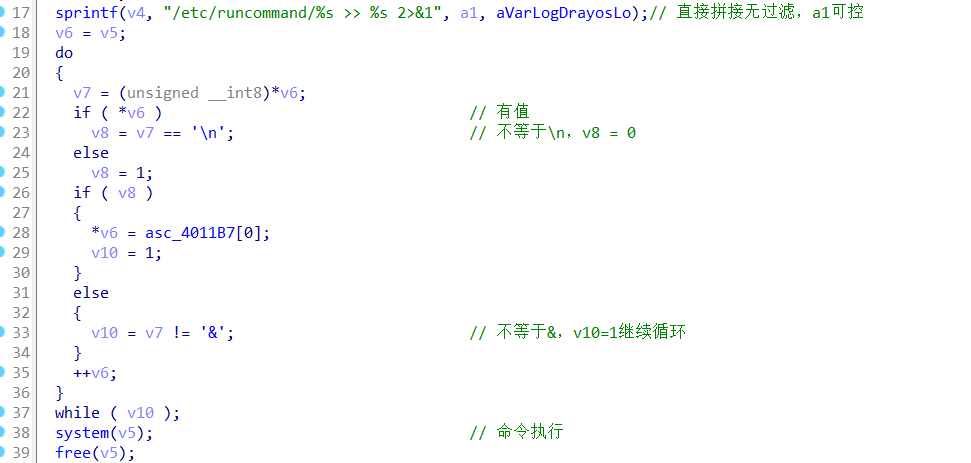 17 sprintf(v4, "/etc/runcommand/%s >> %s 2>&1", a1, aVarLogDrayosLo);// 直接拼接无过滤，a1可控
18 v6 = v5;
19 do
20 {
21 v7 = (unsigned __int8)*v6;
22 if ( *v6 ) // 有值
23 v8 = v7 == '\n'; // 不等于\n，v8 = 0
24 else
25 v8 = 1;
26 if ( v8 )
27 {
28 *v6 = asc_4011B7[0];
29 v10 = 1;
30 }
31 else
32 {
33 v10 = v7 != '&'; // 不等于&，v10=1继续循环
34 }
35 ++v6;
36 }
37 while ( v10 );
38 system(v5); // 命令执行
39 free(v5);